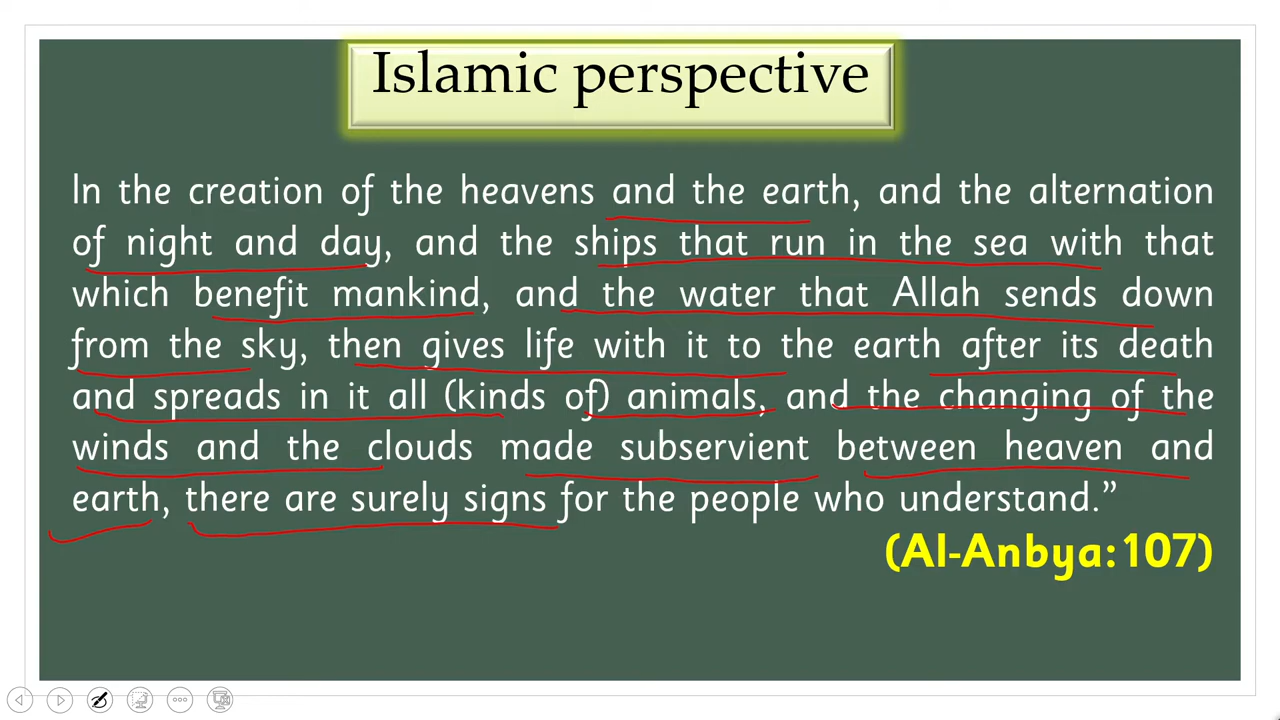 Islamic perspective
In the creation of the heavens and the earth, and the alternation
of night and day, and the ships that run in the sea with that
which benefit mankind, and the water that Allah sends down
from the sky, then gives life with it to the earth after its death
and spreads in it all (kinds of) animals, and the changing of the
winds and the clouds made subservient between heaven and
earth, there are surely signs for the people who understand.”
(Al-Anbya:107)